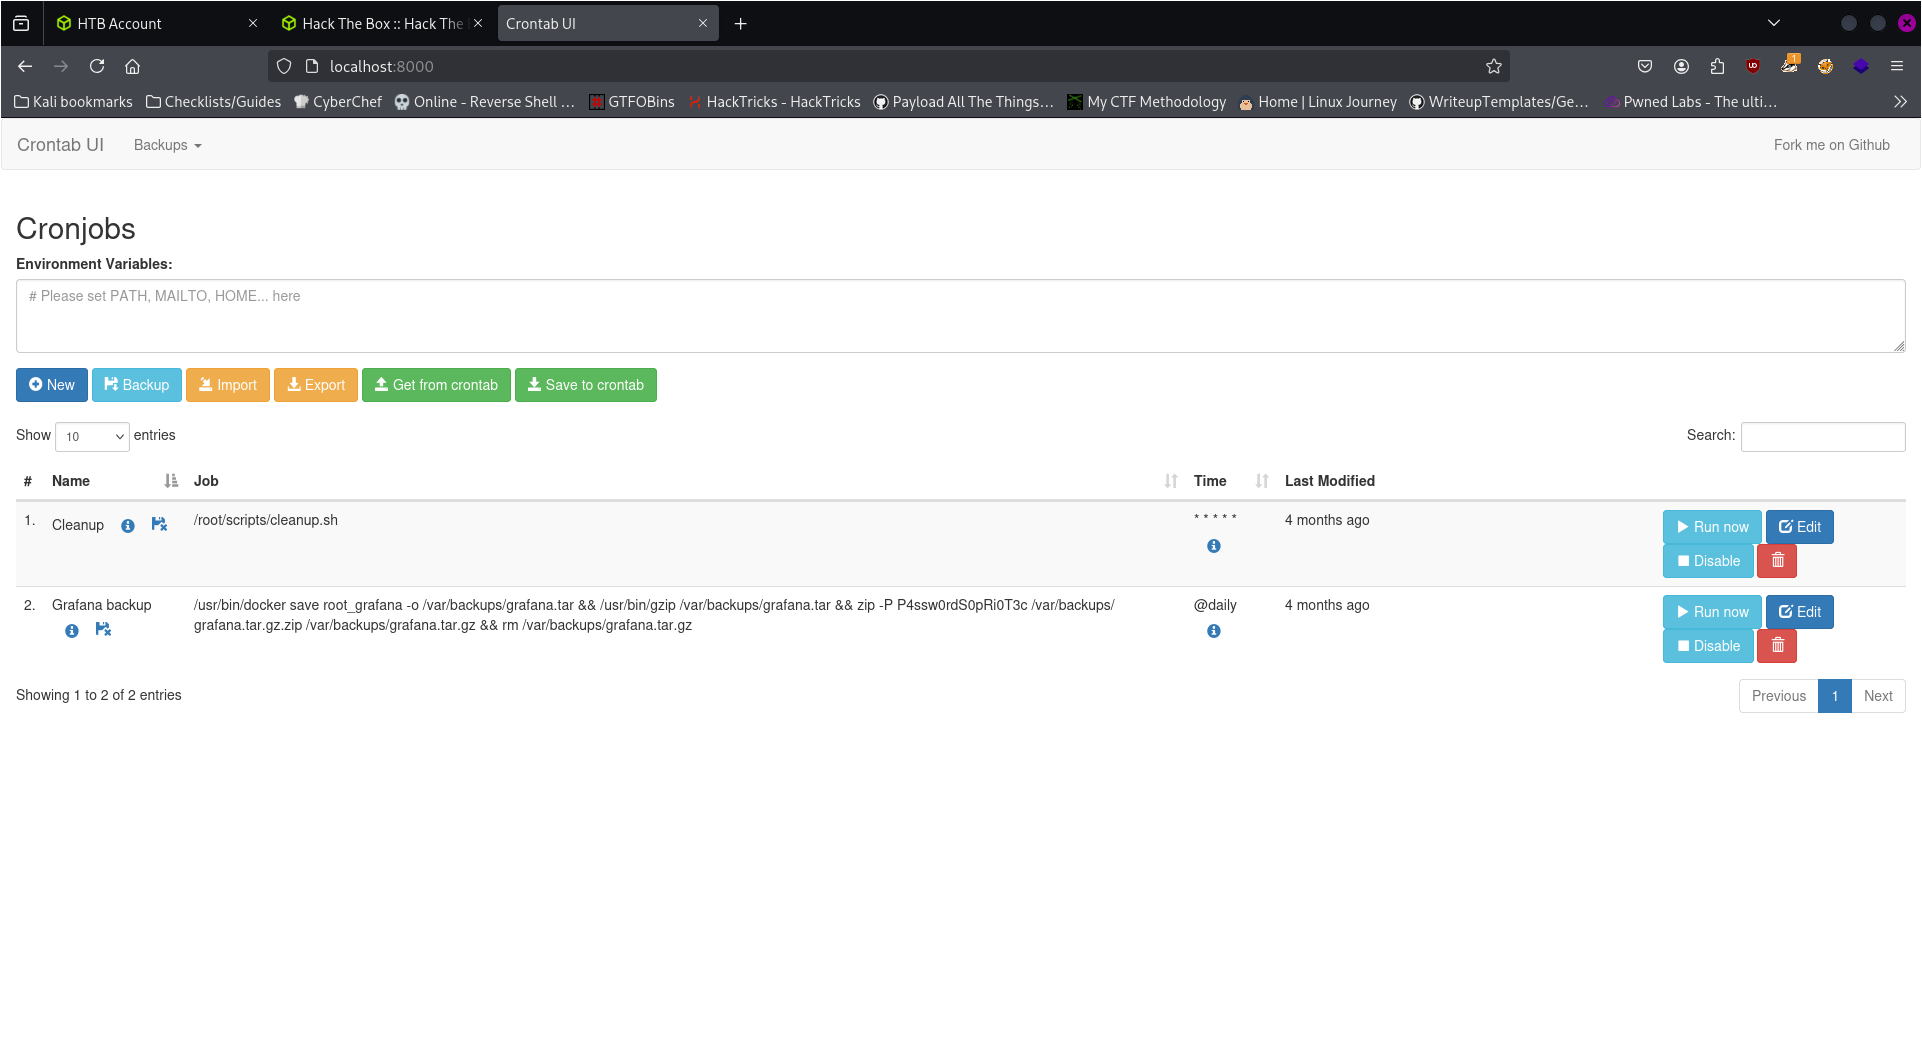 HTB Account
Hack The Box :: Hack The
Crontab UI
localhost:8000
1
Kali bookmarks
Checklists/Guides
CyberChef
Online - Reverse Shell …
GTFOBins
HackTricks - HackTricks
Payload All The Things…
My CTF Methodology
Home | Linux Journey
WriteupTemplates/Ge…
Pwned Labs - The ulti…
Crontab UI
Backups
Fork me on Github
Cronjobs
Environment Variables:
# Please set PATH, MAILTO, HOME... here
New
Backup
Import
Export
Get from crontab
Save to crontab
Show 10 entries
Search:
# Name Job Time Last Modified
1. Cleanup /root/scripts/cleanup.sh * * * * * 4 months ago
Run now
Edit
Disable
2. Grafana backup /usr/bin/docker save root_grafana -o /var/backups/grafana.tar && /usr/bin/gzip /var/backups/grafana.tar && zip -P P4ssw0rdS0pRi0T3c /var/backups/
grafana.tar.gz.zip /var/backups/grafana.tar.gz && rm /var/backups/grafana.tar.gz
@daily
4 months ago
Run now
Edit
Disable
Showing 1 to 2 of 2 entries
Previous
1
Next